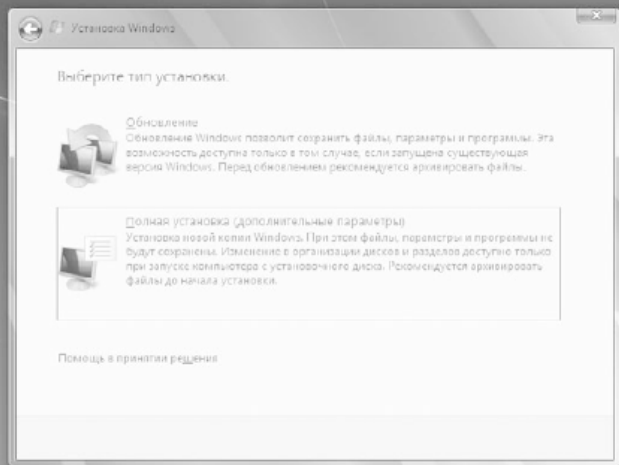 Установка Windows
Выберите тип установки.
Обновление
Обновление Windows позволит сохранить файлы, параметры и программы. Эта
возможность доступна только в том случае, если запущена существующая
версия Windows. Перед обновлением рекомендуется архивировать файлы.
Полная установка (дополнительные параметры)
Установка новой копии Windows. При этом файлы, параметры и программы не
будут сохранены. Изменение в организации дисков и разделов доступно только
при запуске компьютера с установочного диска. Рекомендуется архивировать
файлы до начала установки.
Помощь в принятии решения